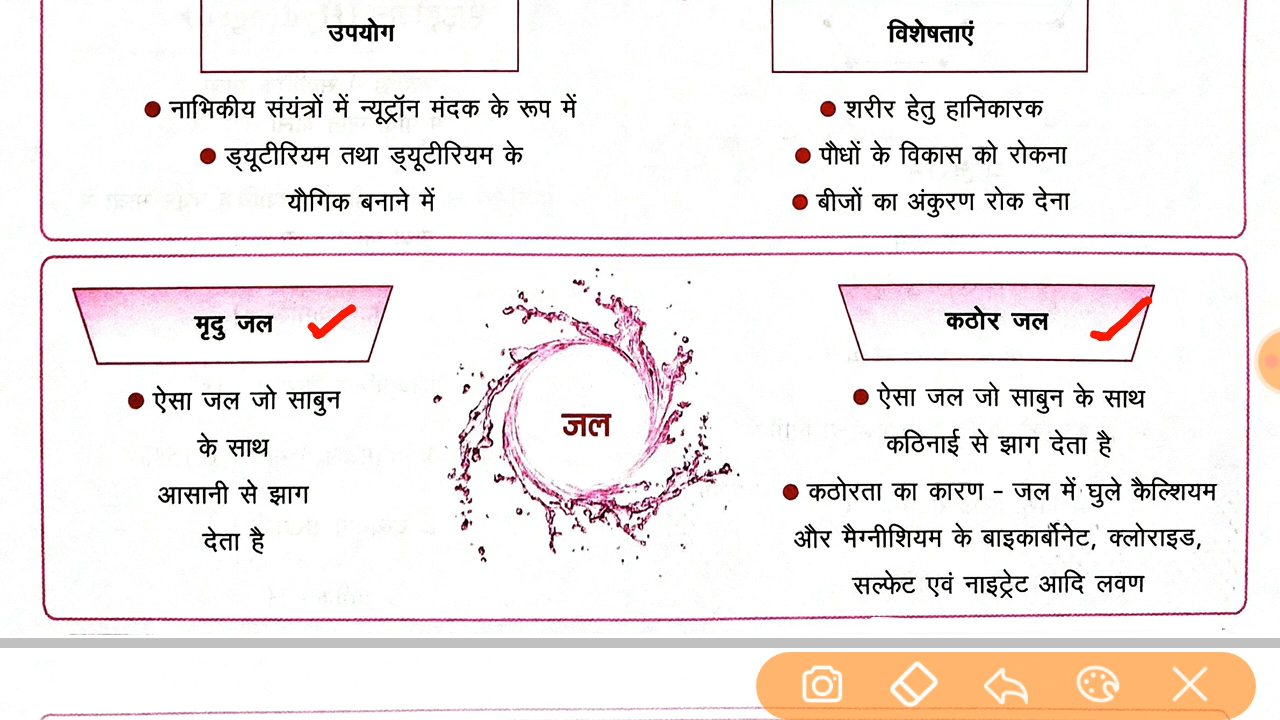 उपयोग
विशेषताएं
नाभिकीय संयंत्रों में न्यूट्रॉन मंदक के रूप में
ड्यूटीरियम तथा ड्यूटीरियम के
यौगिक बनाने में
शरीर हेतु हानिकारक
पौधों के विकास को रोकना
बीजों का अंकुरण रोक देना
मृदु जल
ऐसा जल जो साबुन
के साथ
आसानी से झाग
देता है
जल
कठोर जल
ऐसा जल जो साबुन के साथ
कठिनाई से झाग देता है
कठोरता का कारण - जल में घुले कैल्शियम
और मैग्नीशियम के बाइकार्बोनेट, क्लोराइड,
सल्फेट एवं नाइट्रेट आदि लवण